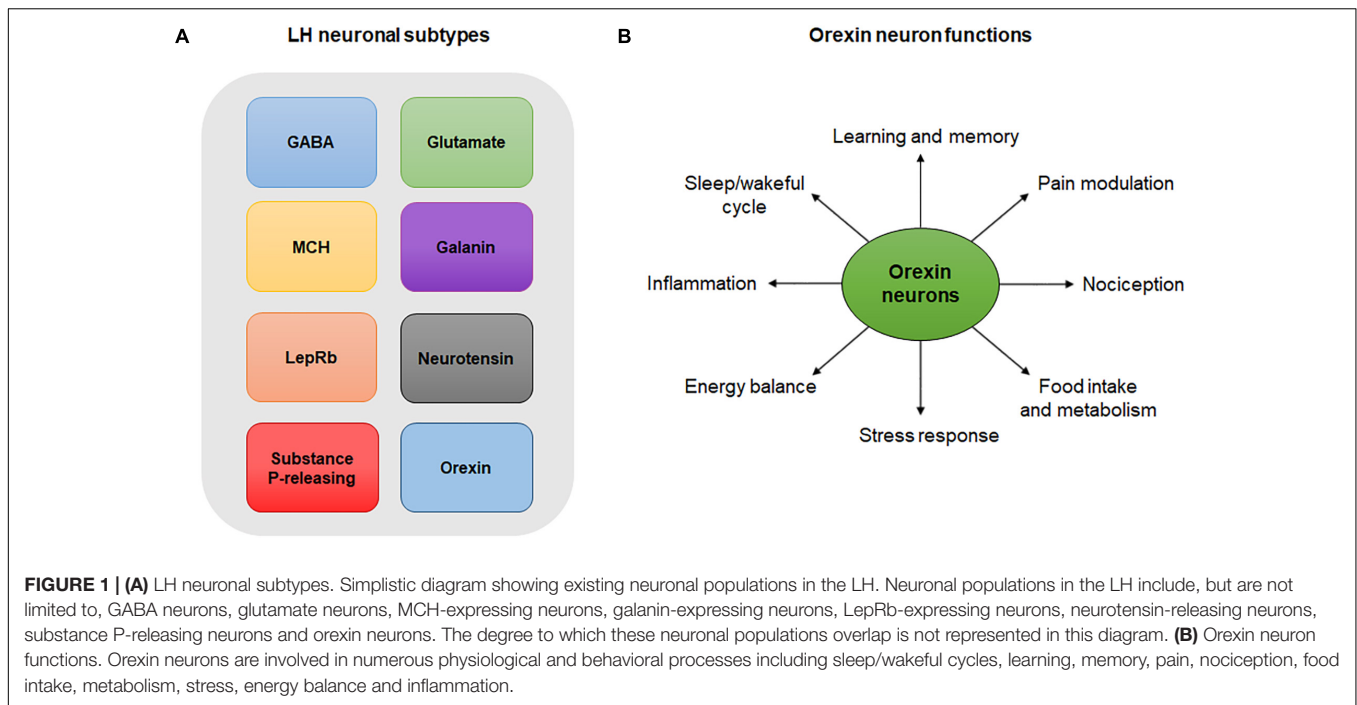 A
LH neuronal subtypes
GABA
Glutamate
MCH
Galanin
LepRb
Neurotensin
Substance
P-releasing
Orexin
B
Orexin neuron functions
Learning and memory
Sleep/wakeful
cycle
Pain modulation
Inflammation
Orexin
neurons
Nociception
Energy balance
Food intake
and metabolism
Stress response
FIGURE 1 | (A) LH neuronal subtypes. Simplistic diagram showing existing neuronal populations in the LH. Neuronal populations in the LH include, but are not
limited to, GABA neurons, glutamate neurons, MCH-expressing neurons, galanin-expressing neurons, LepRb-expressing neurons, neurotensin-releasing neurons,
substance P-releasing neurons and orexin neurons. The degree to which these neuronal populations overlap is not represented in this diagram. (B) Orexin neuron
functions. Orexin neurons are involved in numerous physiological and behavioral processes including sleep/wakeful cycles, learning, memory, pain, nociception, food
intake, metabolism, stress, energy balance and inflammation.